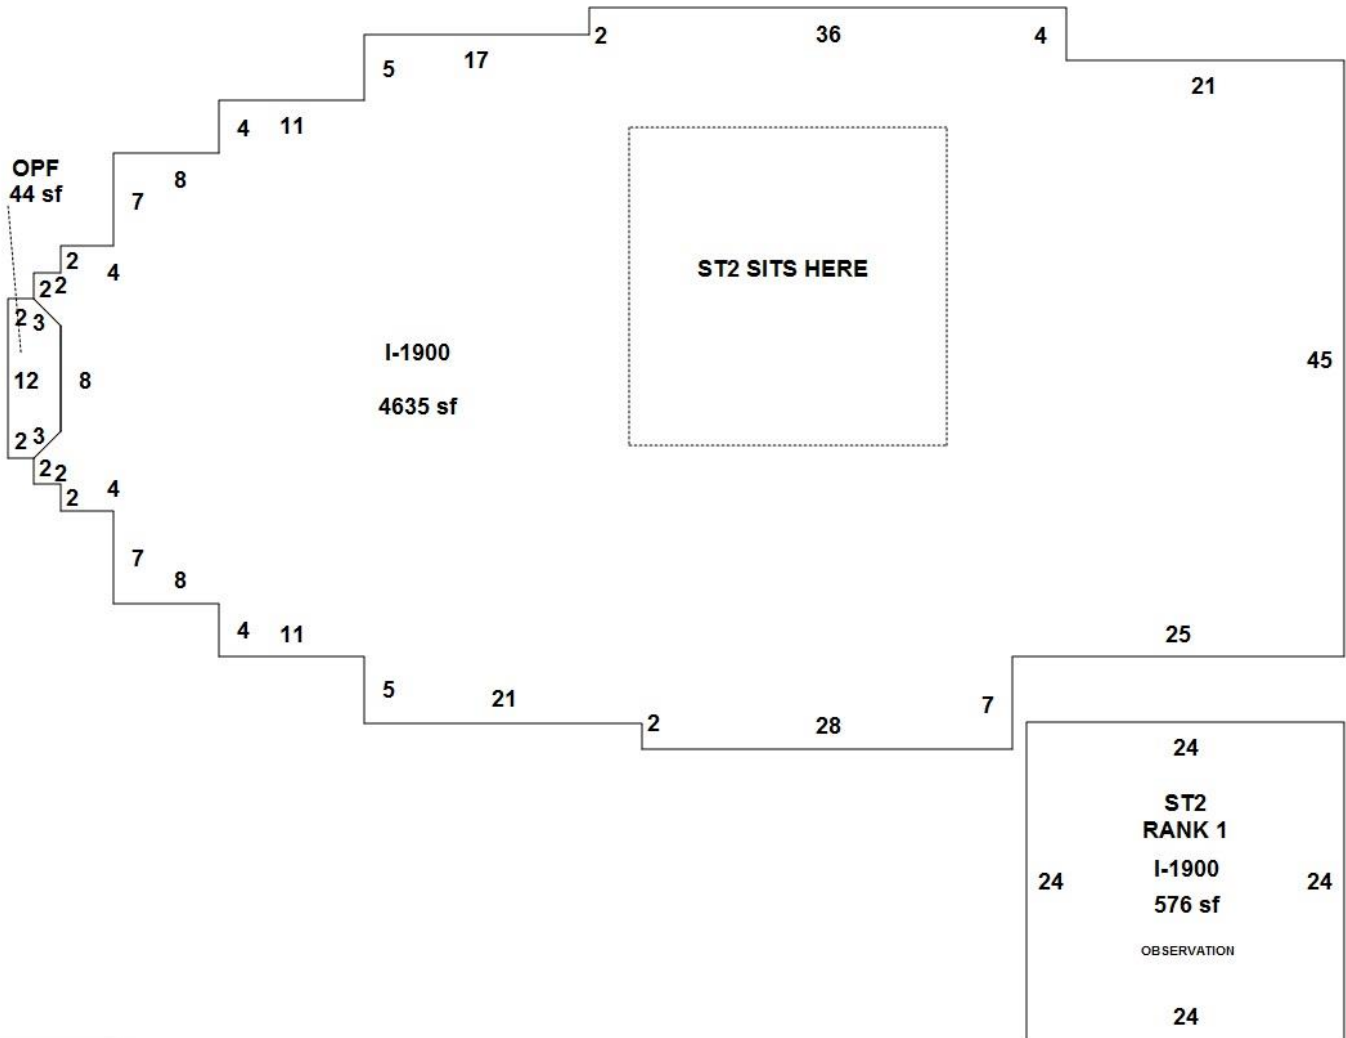 2 36 4
5 17 21
4 11
OPF
44 sf
8
7
2 4
2 2
ST2 SITS HERE
2 3
I-1900
45
12 8
4635 sf
2 3
2 2
2 4
7
8
4 11 25
5 21 7
2 28
24
ST2
RANK 1
I-1900
24 24
576 sf
OBSERVATION
24